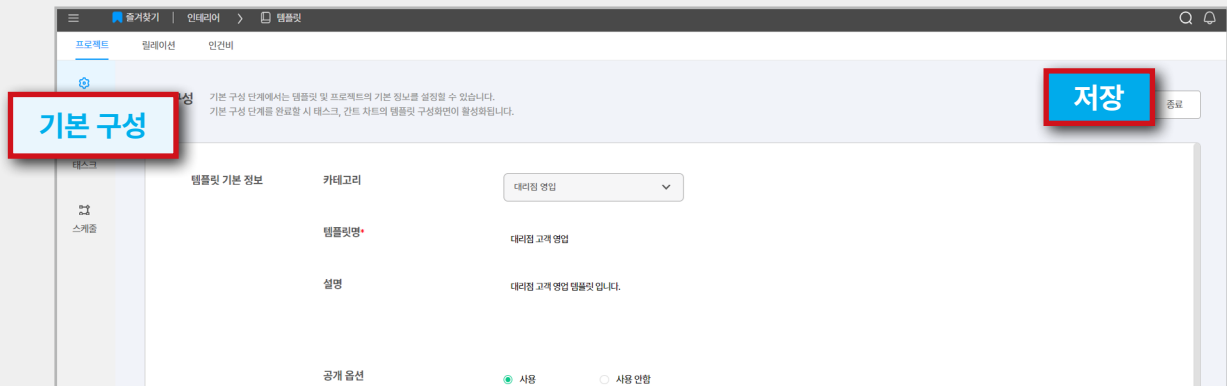 즐겨찾기 | 인테리어 > 템플릿
프로젝트 릴레이션 인건비
기본 구성
성
기본 구성 단계에서는 템플릿 및 프로젝트의 기본 정보를 설정할 수 있습니다.
기본 구성 단계를 완료할 시 태스크, 간트 차트의 템플릿 구성화면이 활성화됩니다.
저장
종료
태스크
스케줄
템플릿 기본 정보
카테고리
대리점 영업
템플릿명*
대리점 고객 영업
설명
대리점 고객 영업 템플릿 입니다.
공개 옵션
사용 사용 안함